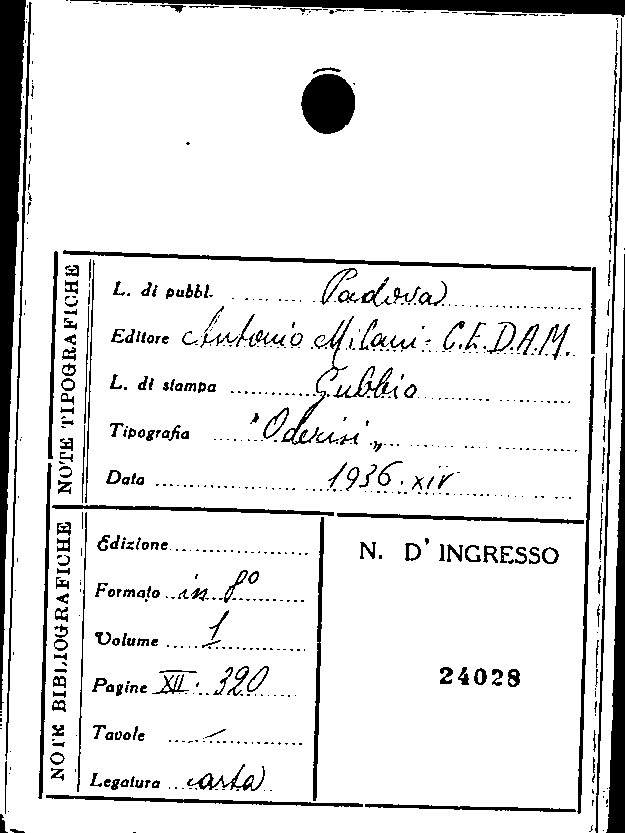 NOTE TIPOGRAFICHE
L. di pubbl. Padova
Editore Antonio Milani - C.E.D.A.M.
L. di stampa Gubbio
Tipografia "Oderisi„
Data 1936. XIV
NOTE BIBLIOGRAFICHE
Edizione
Formato in 8º
Volume 1
Pagine XII. 320
Tavole –
Legatura carta
N. D' INGRESSO
24028